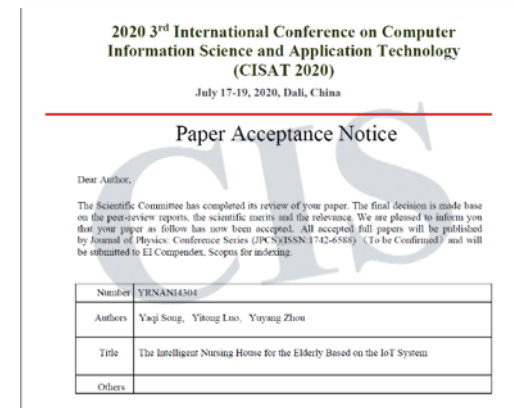 2020 3rd International Conference on Computer
Information Science and Application Technology
(CISAT 2020)
July 17-19, 2020, Dali, China
Paper Acceptance Notice
CIS
Dear Author,
The Scientific Committee has completed its review of your paper. The final decision is made base
on the peer-review reports, the scientific merits and the relevance. We are pleased to inform you
that your paper as follow has now been accepted. All accepted full papers will be published
by Journal of Physics: Conference Series (JPCS)(ISSN 1742-6588) (To be Confirmed) and will
be submitted to EI Compendex, Scopus for indexing.
Number YRNANI4304
Authors Yaqi Song, Yitong Luo, Yuyang Zhou
Title The Intelligent Nursing House for the Elderly Based on the IoT System
Others